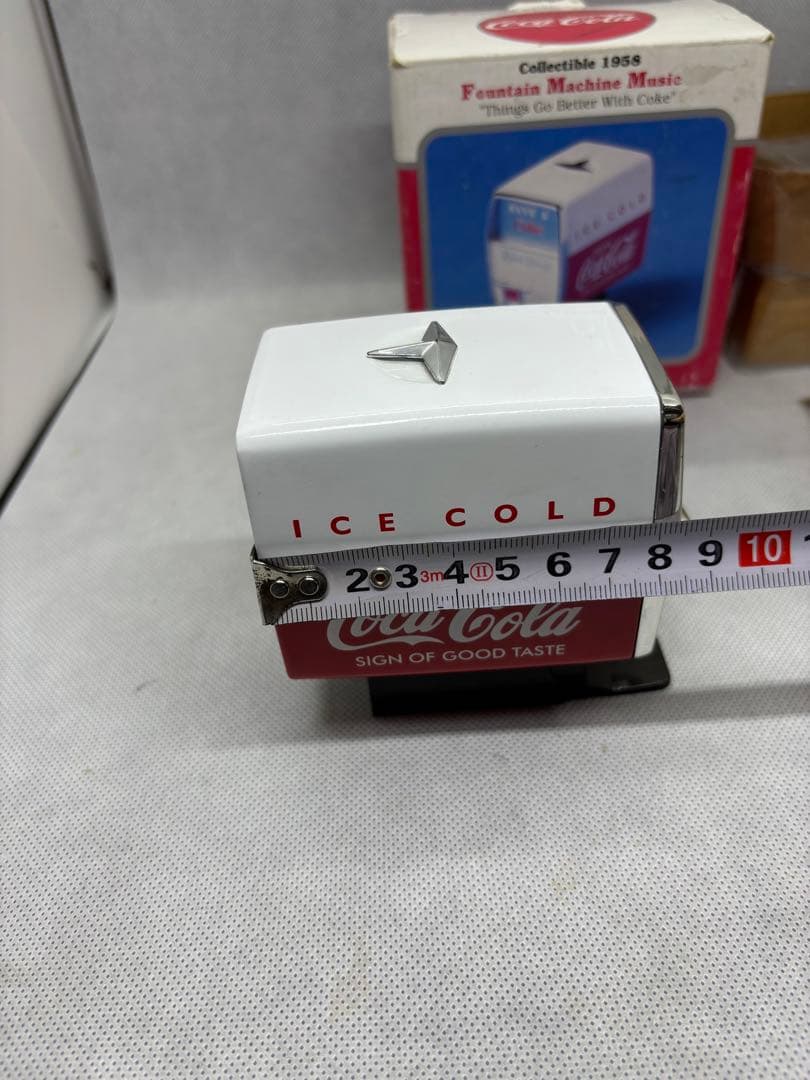 Coca-Cola
Collectible 1958
Fountain Machine Music
"Things Go Better With Coke"
ICE COLD
Coca-Cola
ICE COLD
2 3 3m 4 II 5 6 7 8 9 10
Coca-Cola
SIGN OF GOOD TASTE